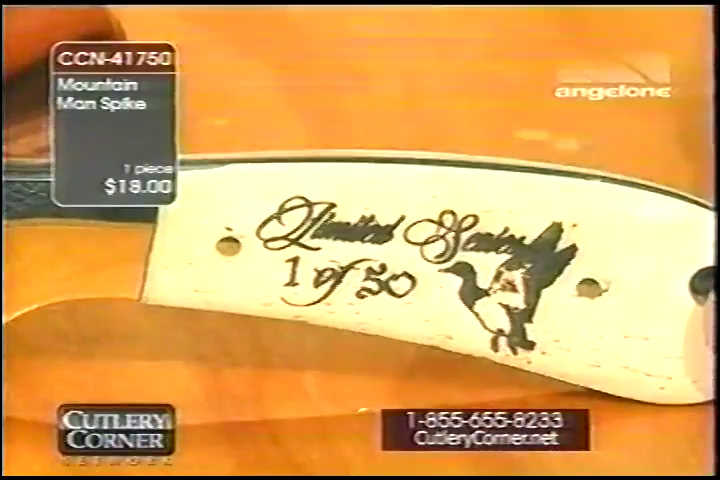 CCN-41750
Mountain
Man Spike
1 piece
$18.00
angelone
Limited Series
1 of 50
CUTLERY
CORNER
NETWORK
1-855-655-8233
CutleryCorner.net